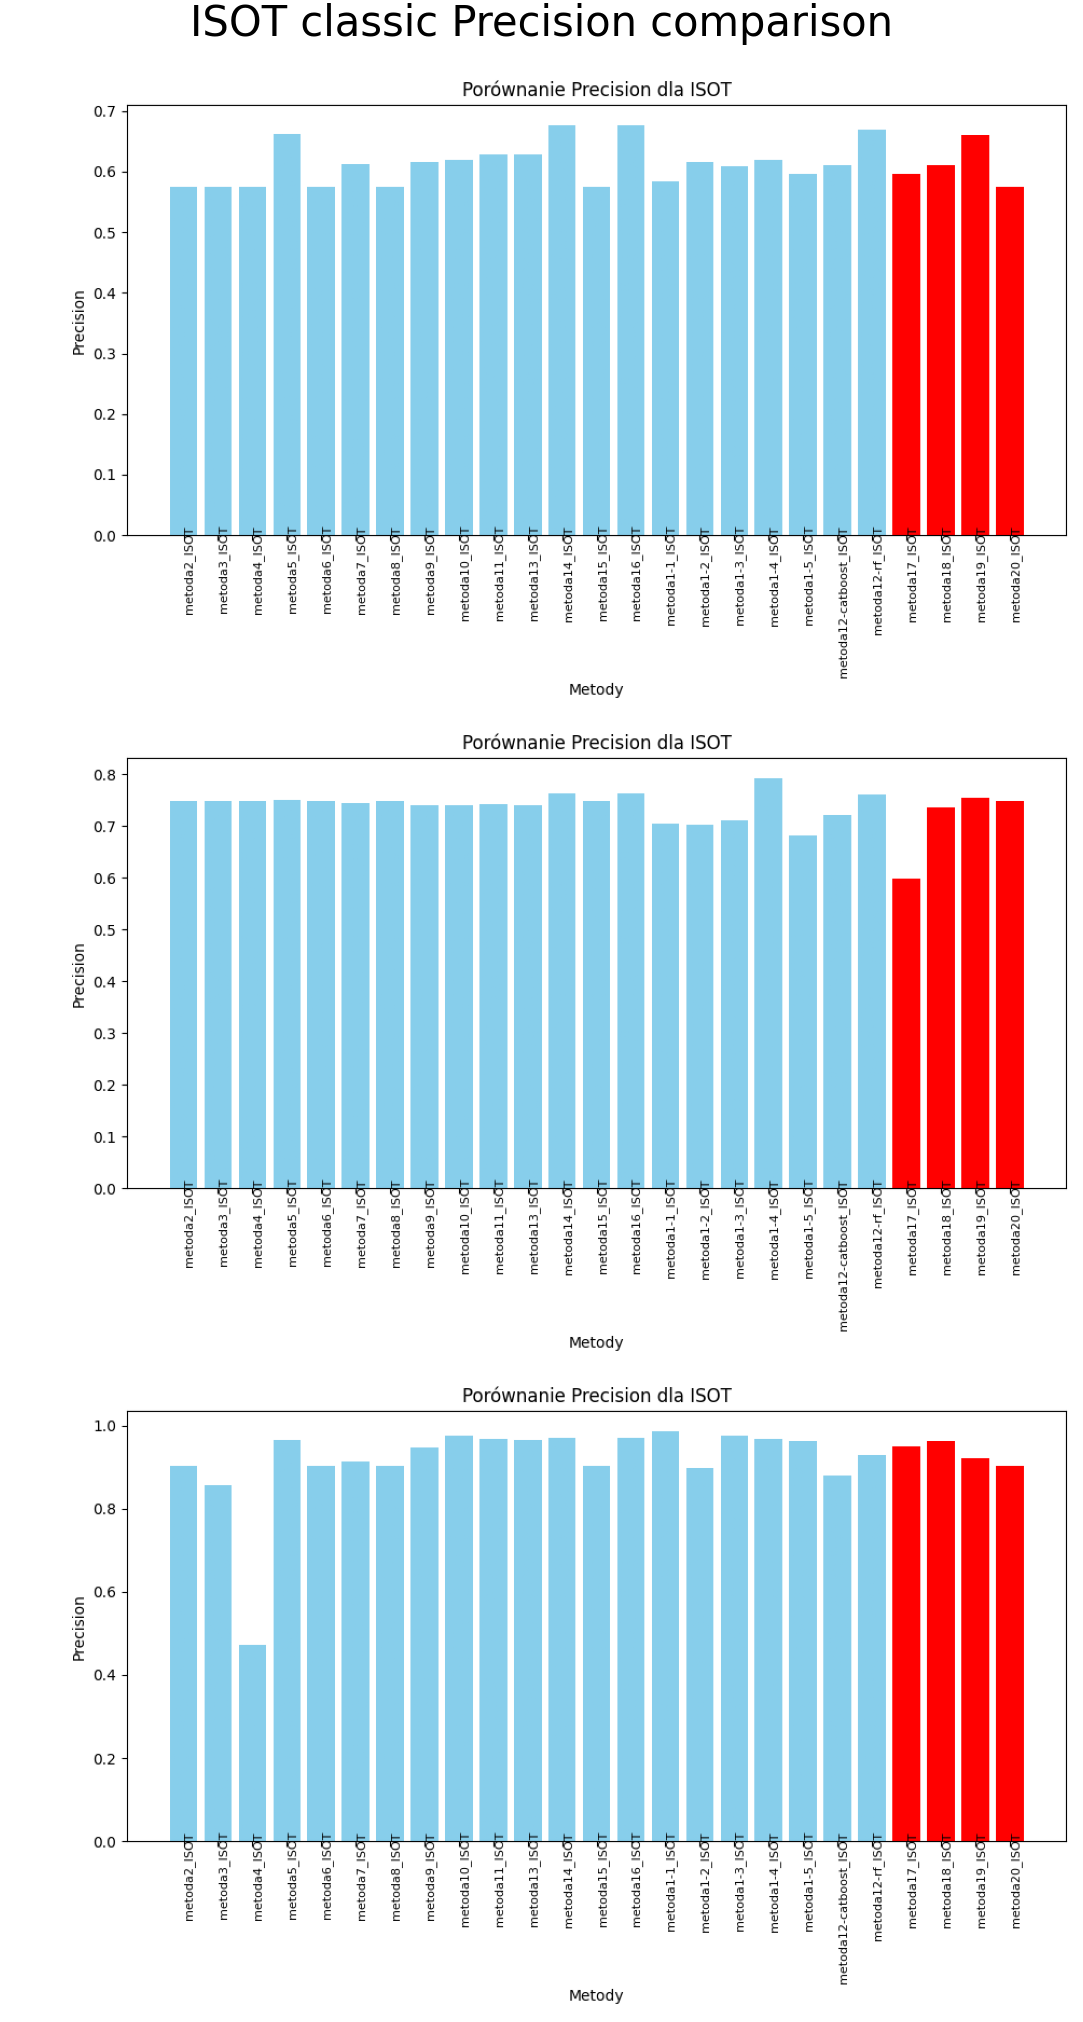 ISOT classic Precision comparison
Porównanie Precision dla ISOT
0.7
0.6
0.5
0.4
0.3
0.2
0.1
0.0
Precision
metoda2_ISOT
metoda3_ISOT
metoda4_ISOT
metoda5_ISOT
metoda6_ISOT
metoda7_ISOT
metoda8_ISOT
metoda9_ISOT
metoda10_ISOT
metoda11_ISOT
metoda13_ISOT
metoda14_ISOT
metoda15_ISOT
metoda16_ISOT
metoda1-1_ISOT
metoda1-2_ISOT
metoda1-3_ISOT
metoda1-4_ISOT
metoda1-5_ISOT
metoda12-catboost_ISOT
metoda12-rf_ISOT
metoda17_ISOT
metoda18_ISOT
metoda19_ISOT
metoda20_ISOT
Metody
Porównanie Precision dla ISOT
0.8
0.7
0.6
0.5
0.4
0.3
0.2
0.1
0.0
Precision
metoda2_ISOT
metoda3_ISOT
metoda4_ISOT
metoda5_ISOT
metoda6_ISOT
metoda7_ISOT
metoda8_ISOT
metoda9_ISOT
metoda10_ISOT
metoda11_ISOT
metoda13_ISOT
metoda14_ISOT
metoda15_ISOT
metoda16_ISOT
metoda1-1_ISOT
metoda1-2_ISOT
metoda1-3_ISOT
metoda1-4_ISOT
metoda1-5_ISOT
metoda12-catboost_ISOT
metoda12-rf_ISOT
metoda17_ISOT
metoda18_ISOT
metoda19_ISOT
metoda20_ISOT
Metody
Porównanie Precision dla ISOT
1.0
0.8
0.6
0.4
0.2
0.0
Precision
metoda2_ISOT
metoda3_ISOT
metoda4_ISOT
metoda5_ISOT
metoda6_ISOT
metoda7_ISOT
metoda8_ISOT
metoda9_ISOT
metoda10_ISOT
metoda11_ISOT
metoda13_ISOT
metoda14_ISOT
metoda15_ISOT
metoda16_ISOT
metoda1-1_ISOT
metoda1-2_ISOT
metoda1-3_ISOT
metoda1-4_ISOT
metoda1-5_ISOT
metoda12-catboost_ISOT
metoda12-rf_ISOT
metoda17_ISOT
metoda18_ISOT
metoda19_ISOT
metoda20_ISOT
Metody